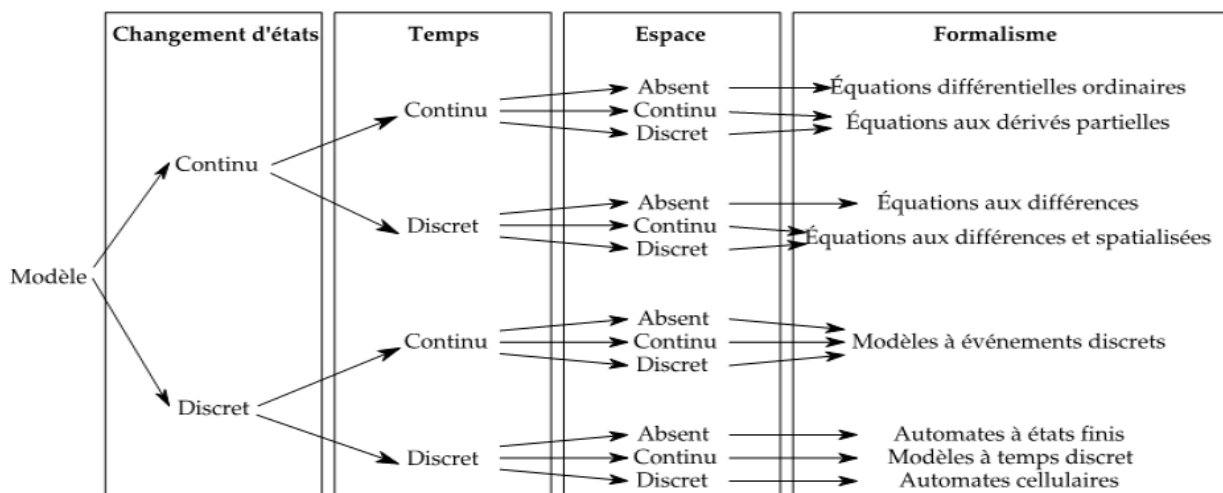 Changement d'états Temps Espace Formalisme
Absent Équations différentielles ordinaires
Continu Continu
Équations aux dérivés partielles
Discret
Continu
Absent Équations aux différences
Discret Continu
Équations aux différences et spatialisées
Discret
Modèle
Absent
Continu Continu Modèles à événements discrets
Discret
Discret
Absent Automates à états finis
Discret Continu Modèles à temps discret
Discret Automates cellulaires